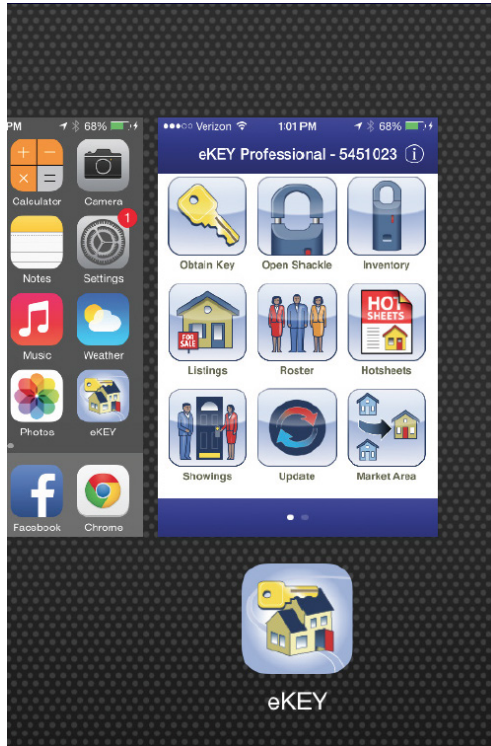 PM 68%
Verizon 1:01 PM 68%
eKEY Professional - 5451023 i
Calculator Camera
Obtain Key Open Shackle Inventory
1
Notes Settings
FOR SALE
HOT
SHEETS
Music Weather
Listings Roster Hotsheets
Photos eKEY
Showings Update Market Area
Facebook Chrome
eKEY